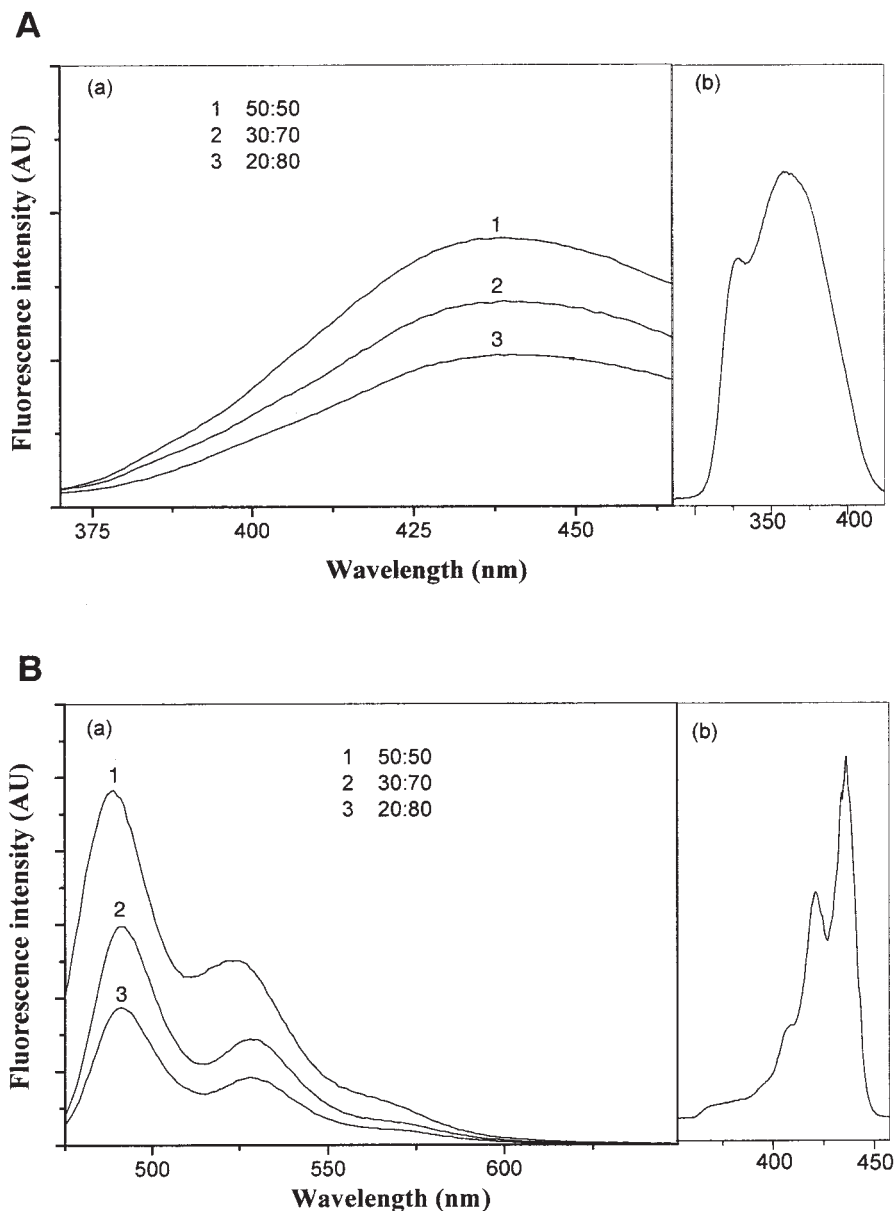 A
(a)
1 50:50
2 30:70
3 20:80
1
2
3
(b)
Fluorescence intensity (AU)
375 400 425 450
350 400
Wavelength (nm)
B
(a)
1 50:50
2 30:70
3 20:80
1
2
3
(b)
Fluorescence intensity (AU)
500 550 600
400 450
Wavelength (nm)